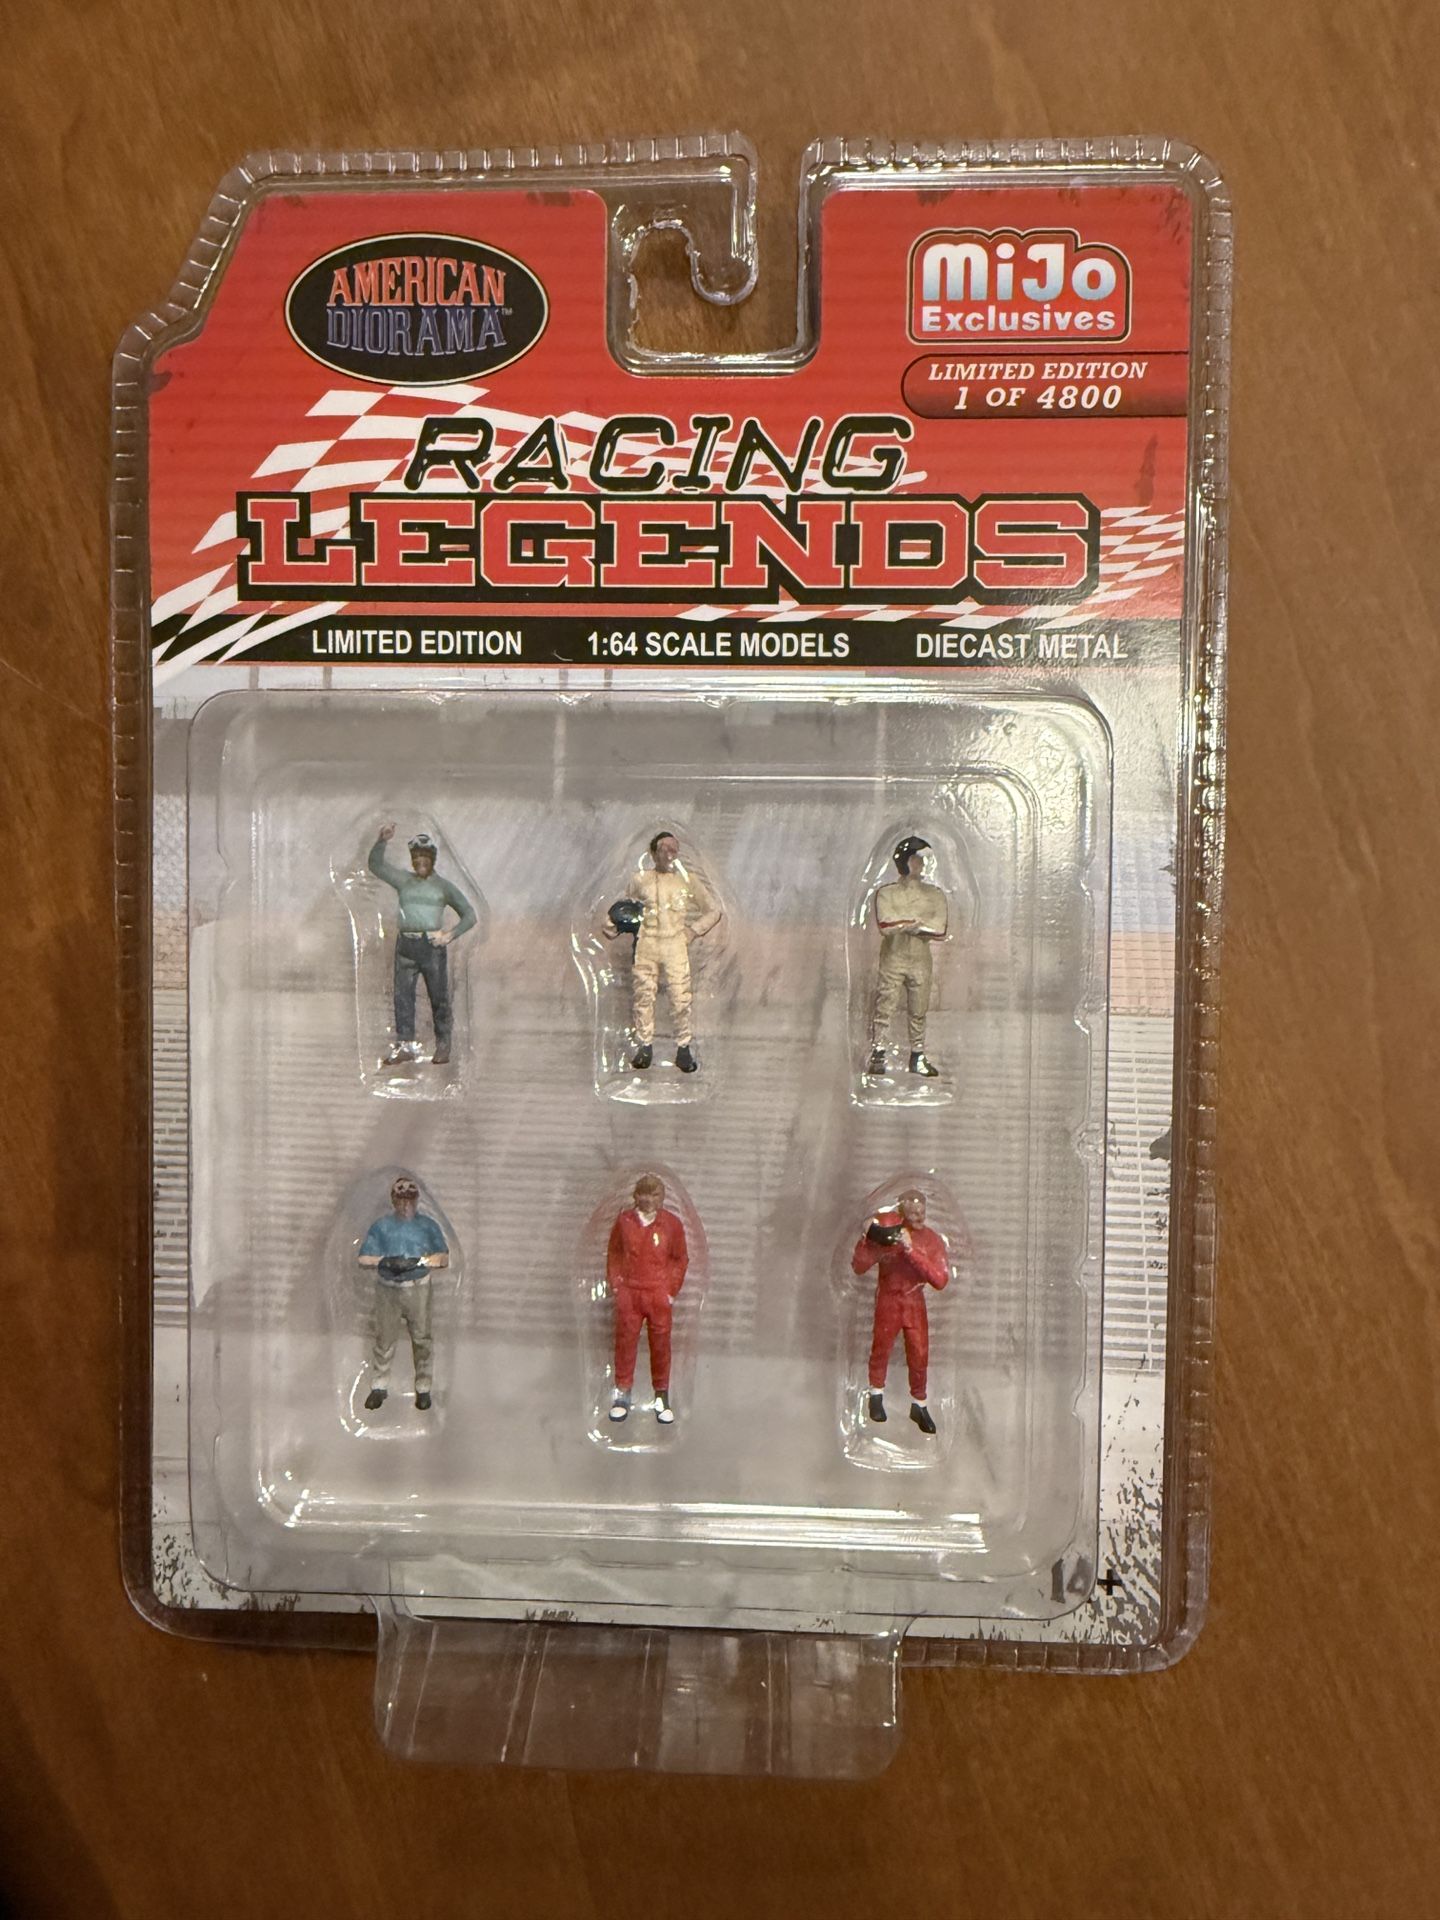 AMERICAN
DIORAMA™
MiJo
Exclusives
LIMITED EDITION
1 OF 4800
RACING
LEGENDS
LIMITED EDITION 1:64 SCALE MODELS DIECAST METAL
14+